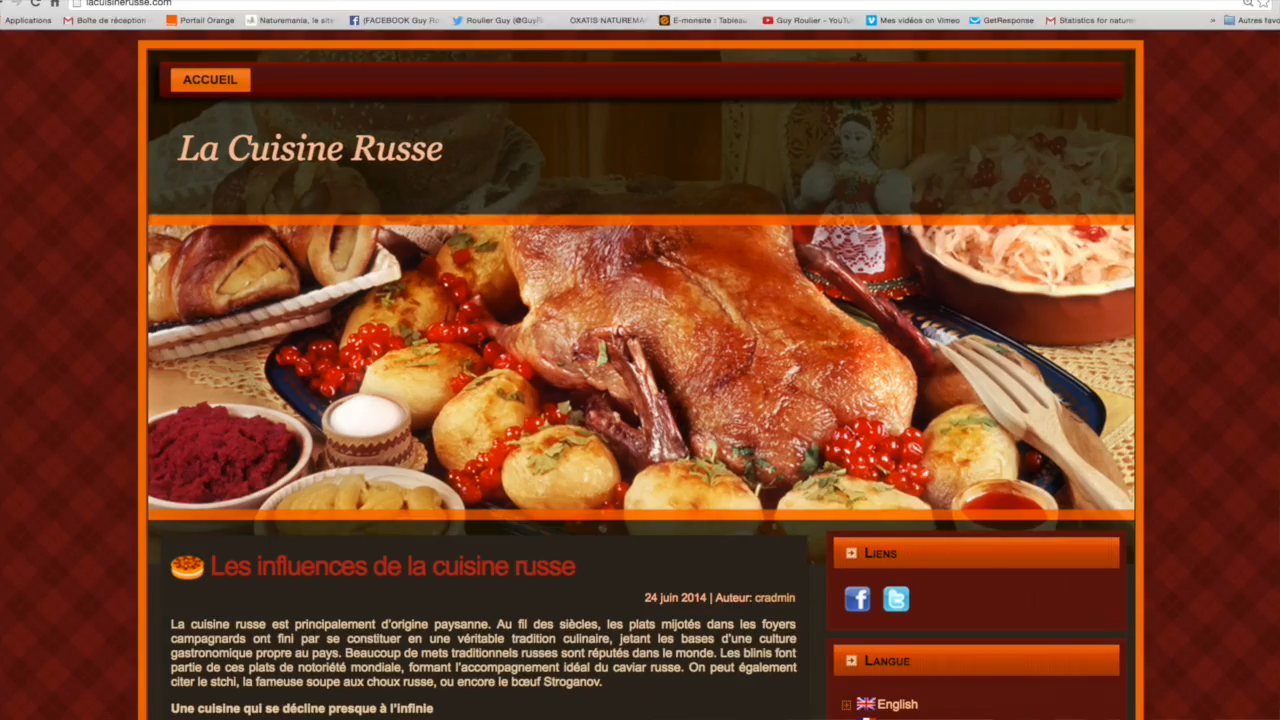 lacuisinerusse.com
Applications Boîte de réception Portail Orange Naturemania, le site (FACEBOOK Guy Ro Roulier Guy (@GuyR OXATIS NATUREMA E-monsite : Tableau Guy Roulier - YouTu Mes vidéos on Vimeo GetResponse Statistics for nature » Autres favo
ACCUEIL
La Cuisine Russe
Les influences de la cuisine russe
24 juin 2014 | Auteur: cradmin
La cuisine russe est principalement d'origine paysanne. Au fil des siècles, les plats mijotés dans les foyers
campagnards ont fini par se constituer en une véritable tradition culinaire, jetant les bases d'une culture
gastronomique propre au pays. Beaucoup de mets traditionnels russes sont réputés dans le monde. Les blinis font
partie de ces plats de notoriété mondiale, formant l'accompagnement idéal du caviar russe. On peut également
citer le stchi, la fameuse soupe aux choux russe, ou encore le bœuf Stroganov.
Une cuisine qui se décline presque à l'infinie
Liens
Langue
English